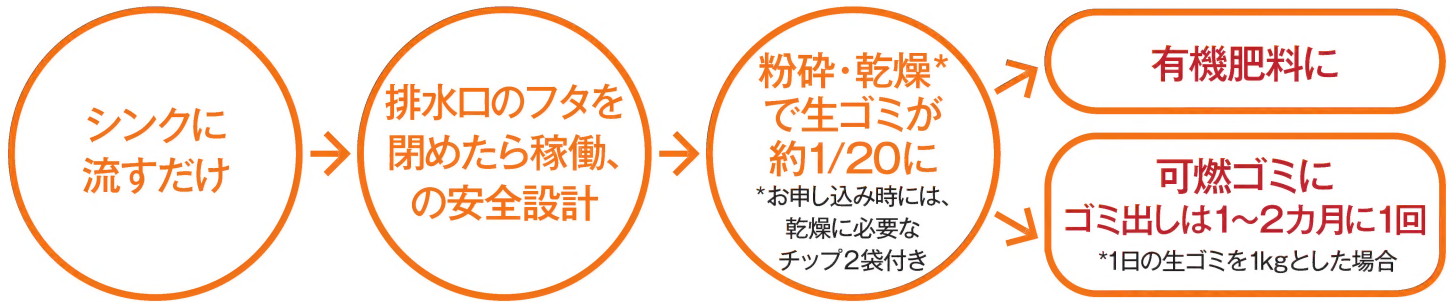 シンクに
流すだけ
排水口のフタを
閉めたら稼働、
の安全設計
粉砕・乾燥*
で生ゴミが
約1/20に
*お申し込み時には、
乾燥に必要な
チップ2袋付き
有機肥料に
可燃ゴミに
ゴミ出しは1〜2カ月に1回
*1日の生ゴミを1kgとした場合